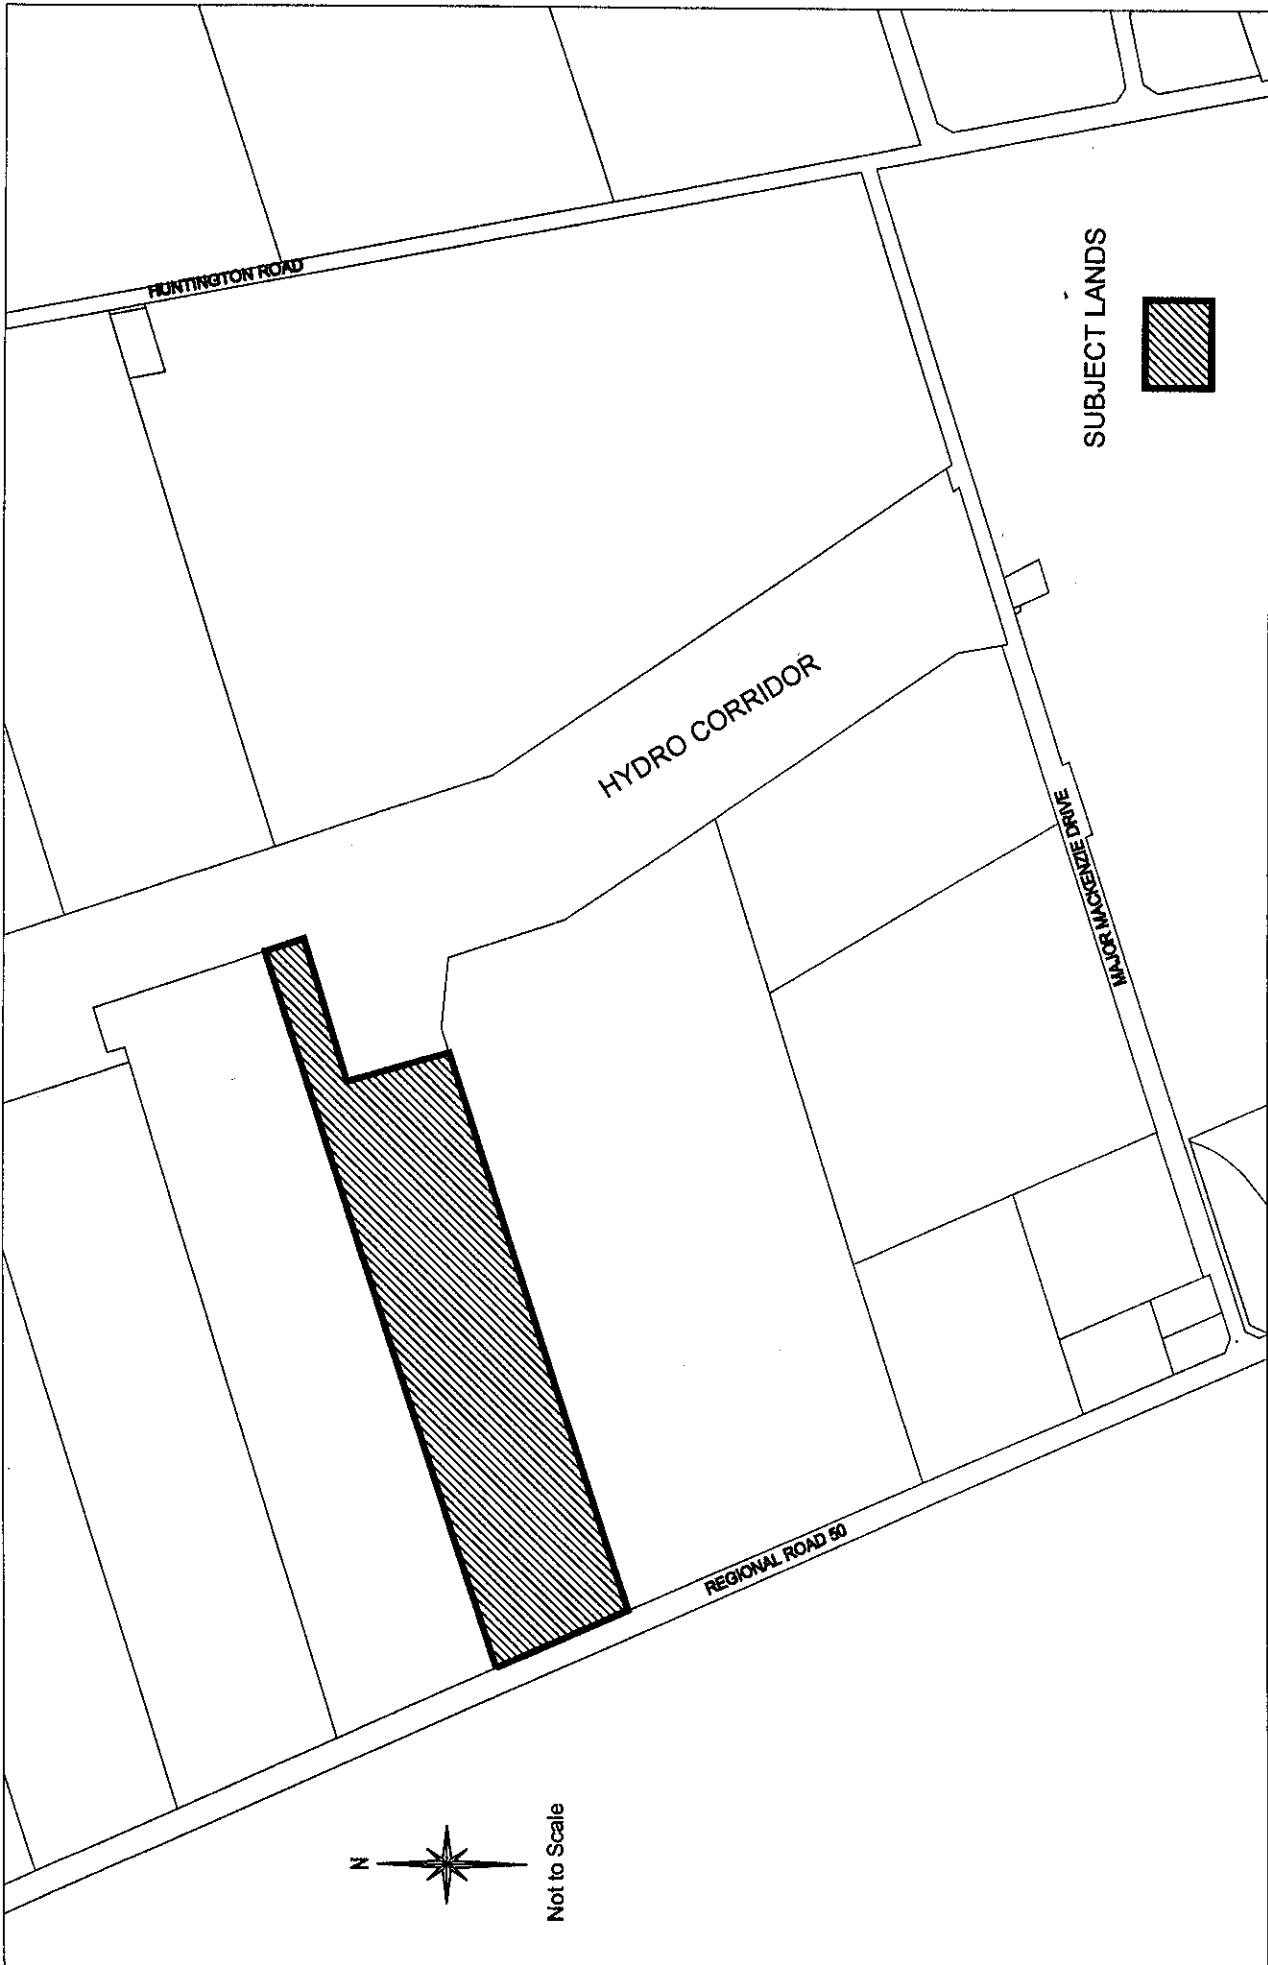 HUNTINGTON ROAD
SUBJECT LANDS
HYDRO CORRIDOR
MAJOR MACKENZIE DRIVE
REGIONAL ROAD 50
N
Not to Scale